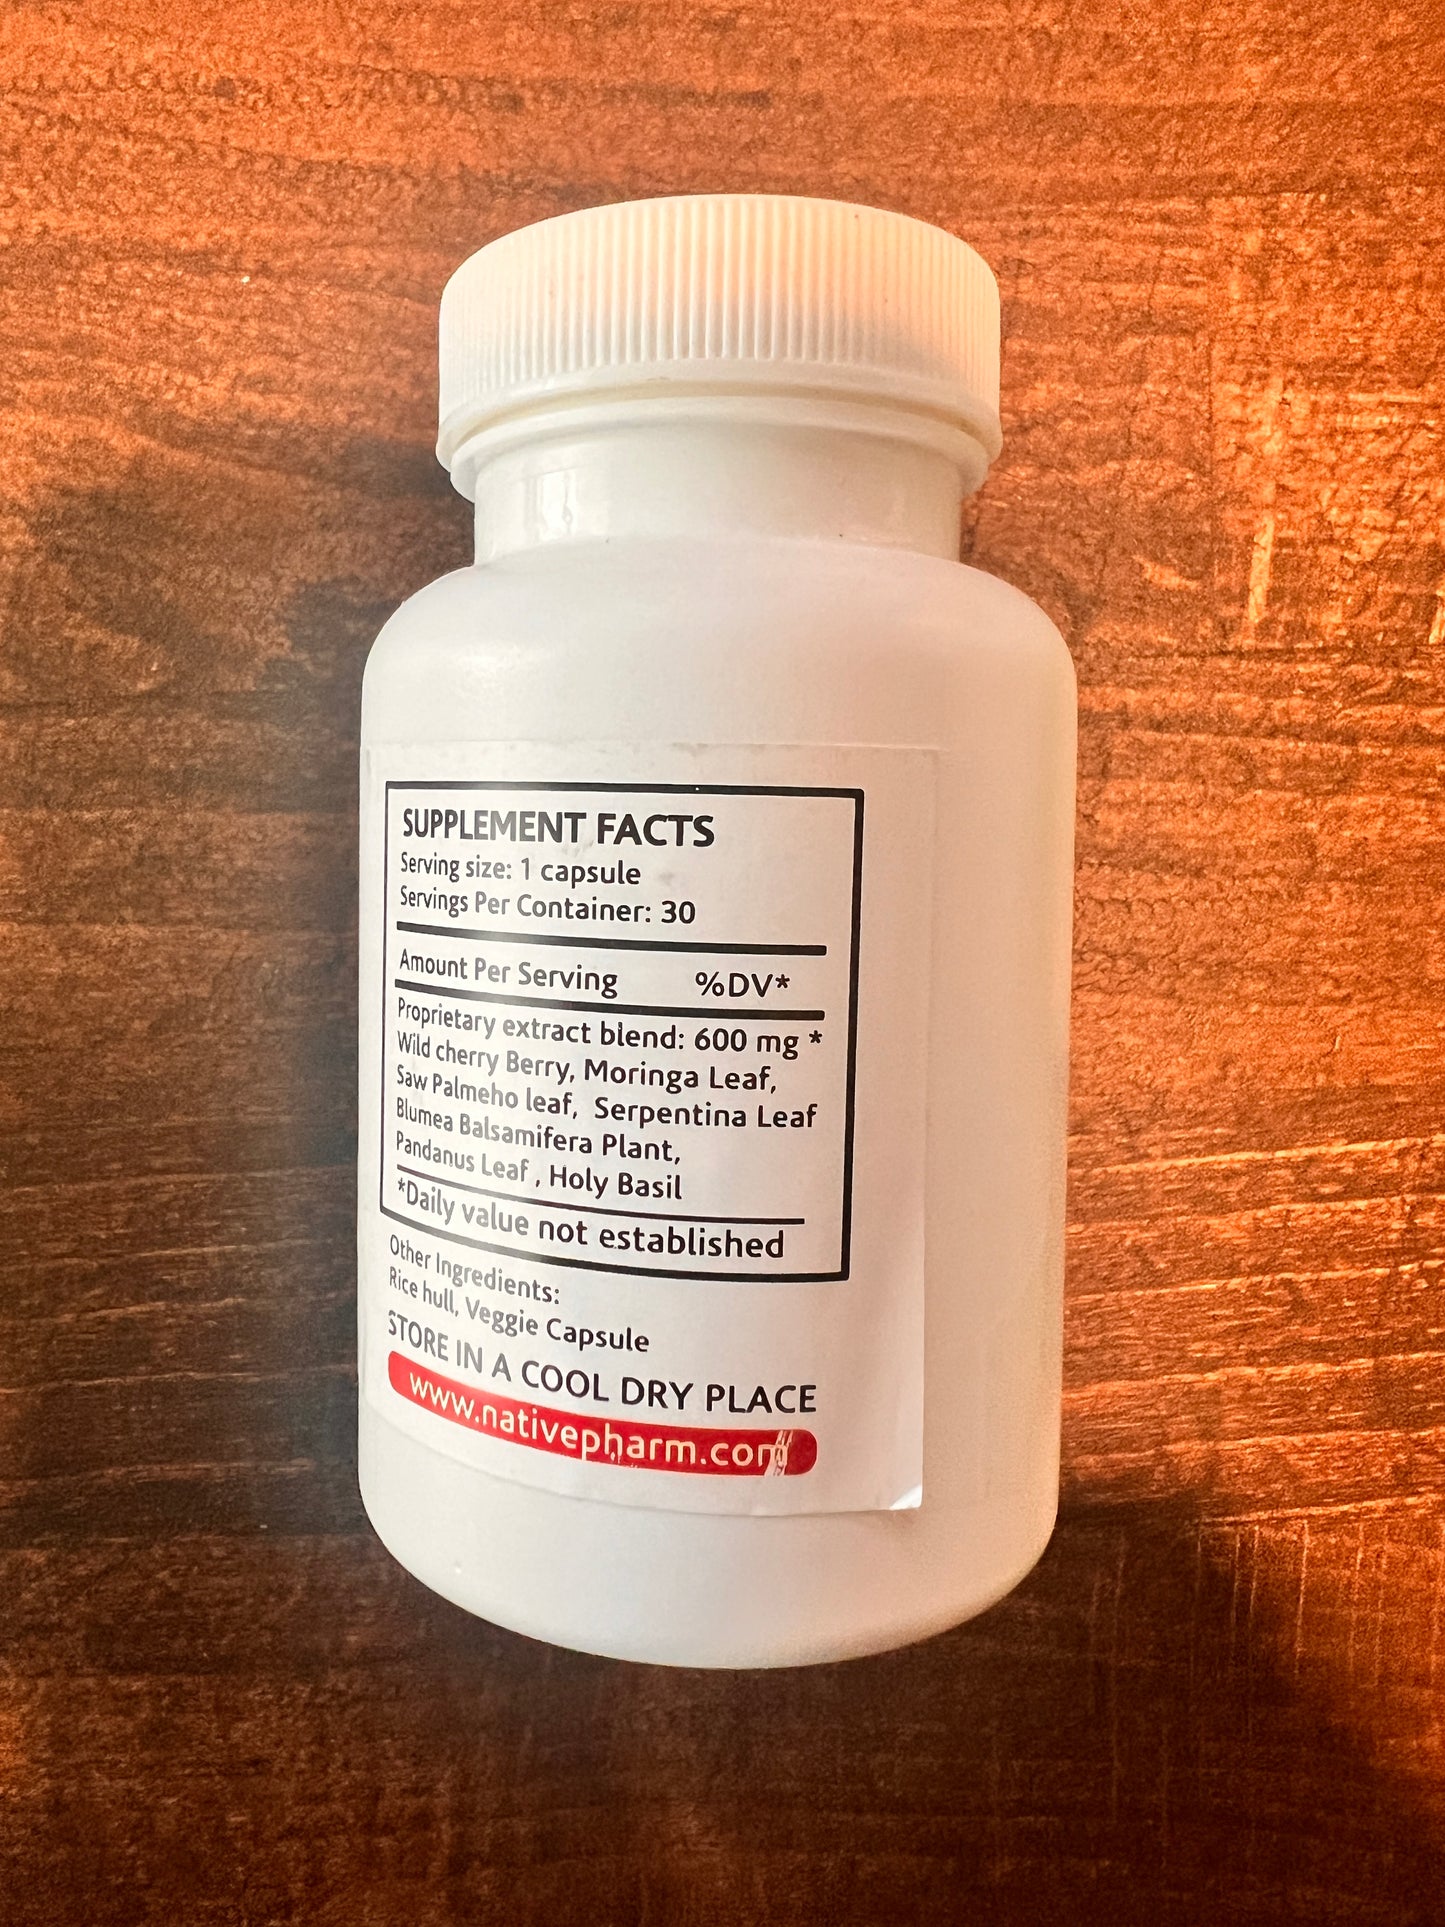 SUPPLEMENT FACTS
Serving size: 1 capsule
Servings Per Container: 30
Amount Per Serving %DV*
Proprietary extract blend: 600 mg *
Wild cherry Berry, Moringa Leaf,
Saw Palmeho leaf, Serpentina Leaf
Blumea Balsamifera Plant,
Pandanus Leaf , Holy Basil
*Daily value not established
Other Ingredients:
Rice hull, Veggie Capsule
STORE IN A COOL DRY PLACE
www.nativepharm.com